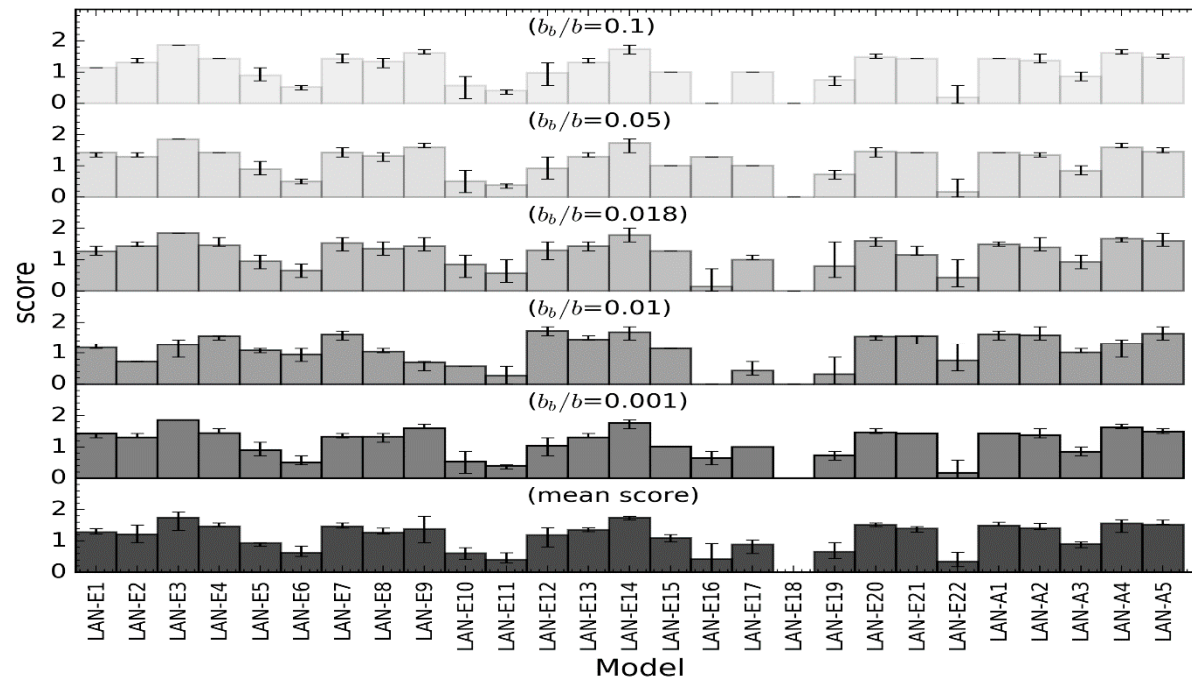 (b_b/b=0.1)
2
1
0
(b_b/b=0.05)
2
1
0
(b_b/b=0.018)
2
1
0
(b_b/b=0.01)
2
1
0
(b_b/b=0.001)
2
1
0
(mean score)
2
1
0
score
LAN-E1
LAN-E2
LAN-E3
LAN-E4
LAN-E5
LAN-E6
LAN-E7
LAN-E8
LAN-E9
LAN-E10
LAN-E11
LAN-E12
LAN-E13
LAN-E14
LAN-E15
LAN-E16
LAN-E17
LAN-E18
LAN-E19
LAN-E20
LAN-E21
LAN-E22
LAN-A1
LAN-A2
LAN-A3
LAN-A4
LAN-A5
Model